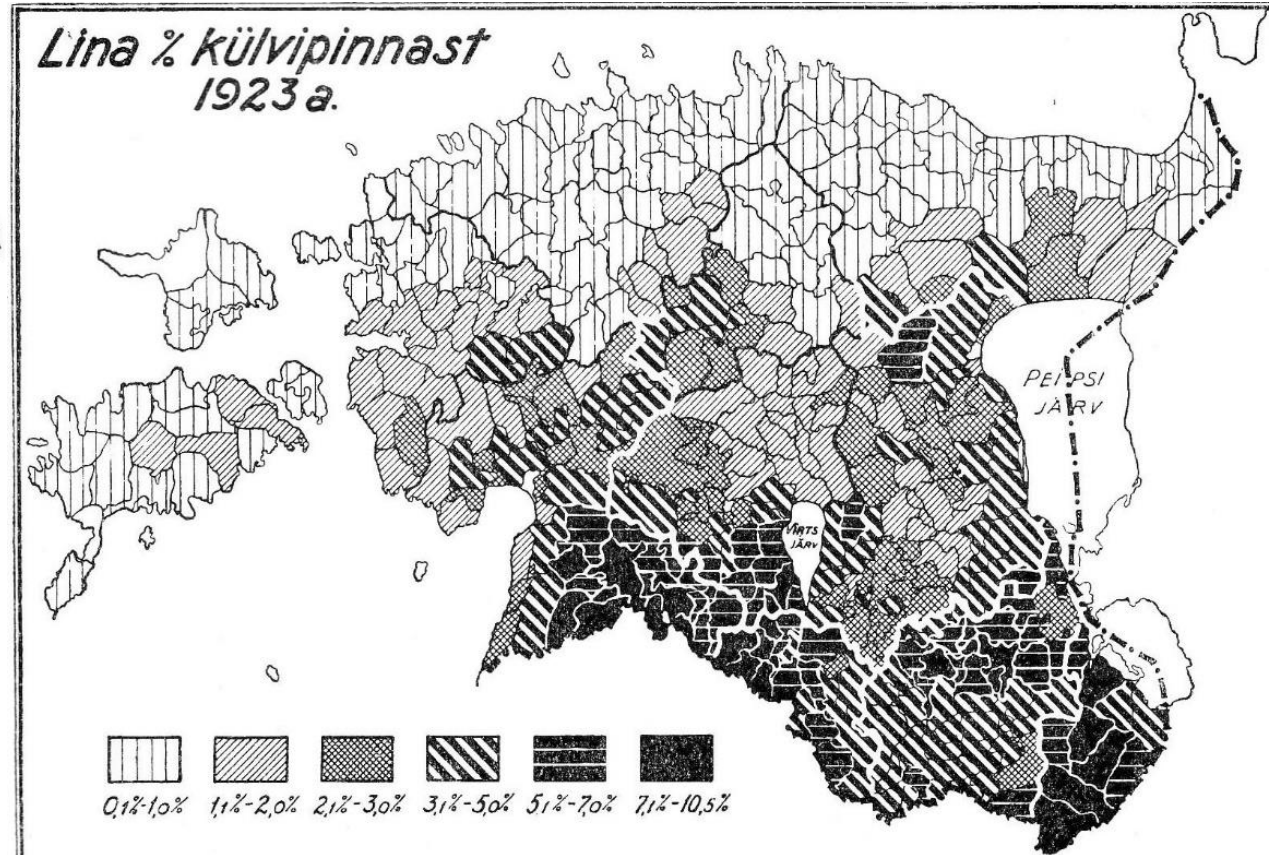 Lina % külvipinnast
1923 a.
PEIPSI
JÄRV
VIRTS
JÄRV
0,1%-1,0%
1,1%-2,0%
2,1%-3,0%
3,1%-5,0%
5,1%-7,0%
7,1%-10,5%